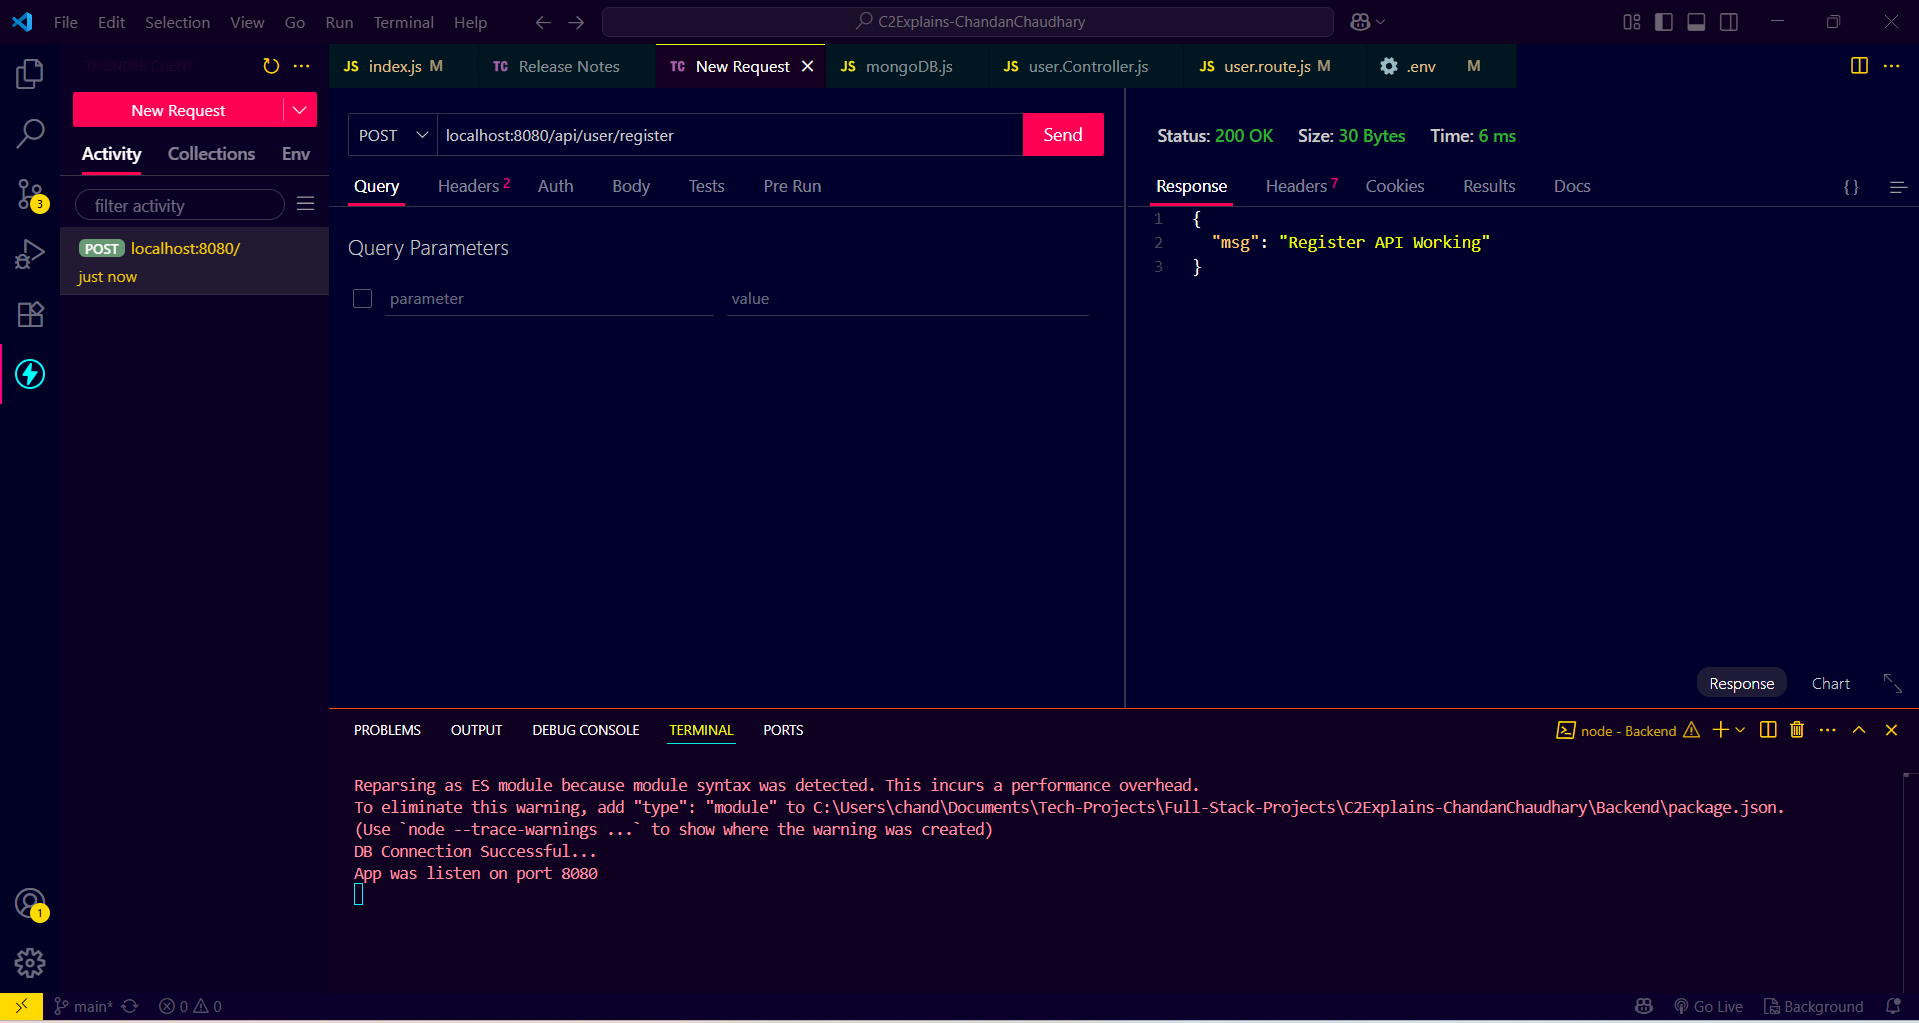 File Edit Selection View Go Run Terminal Help
C2Explains-ChandanChaudhary
THUNDER CLIENT
JS index.js M
TC Release Notes
TC New Request
JS mongoDB.js
JS user.Controller.js
JS user.route.js M
.env M
New Request
Activity Collections Env
filter activity
POST localhost:8080/
just now
POST localhost:8080/api/user/register Send
Query Headers 2 Auth Body Tests Pre Run
Query Parameters
parameter value
Status: 200 OK Size: 30 Bytes Time: 6 ms
Response Headers 7 Cookies Results Docs
{}
1 {
2 "msg": "Register API Working"
3 }
Response Chart
3
1
PROBLEMS OUTPUT DEBUG CONSOLE TERMINAL PORTS
node - Backend
Reparsing as ES module because module syntax was detected. This incurs a performance overhead.
To eliminate this warning, add "type": "module" to C:\Users\chand\Documents\Tech-Projects\Full-Stack-Projects\C2Explains-ChandanChaudhary\Backend\package.json.
(Use `node --trace-warnings ...` to show where the warning was created)
DB Connection Successful...
App was listen on port 8080
main* 0 0
Go Live Background